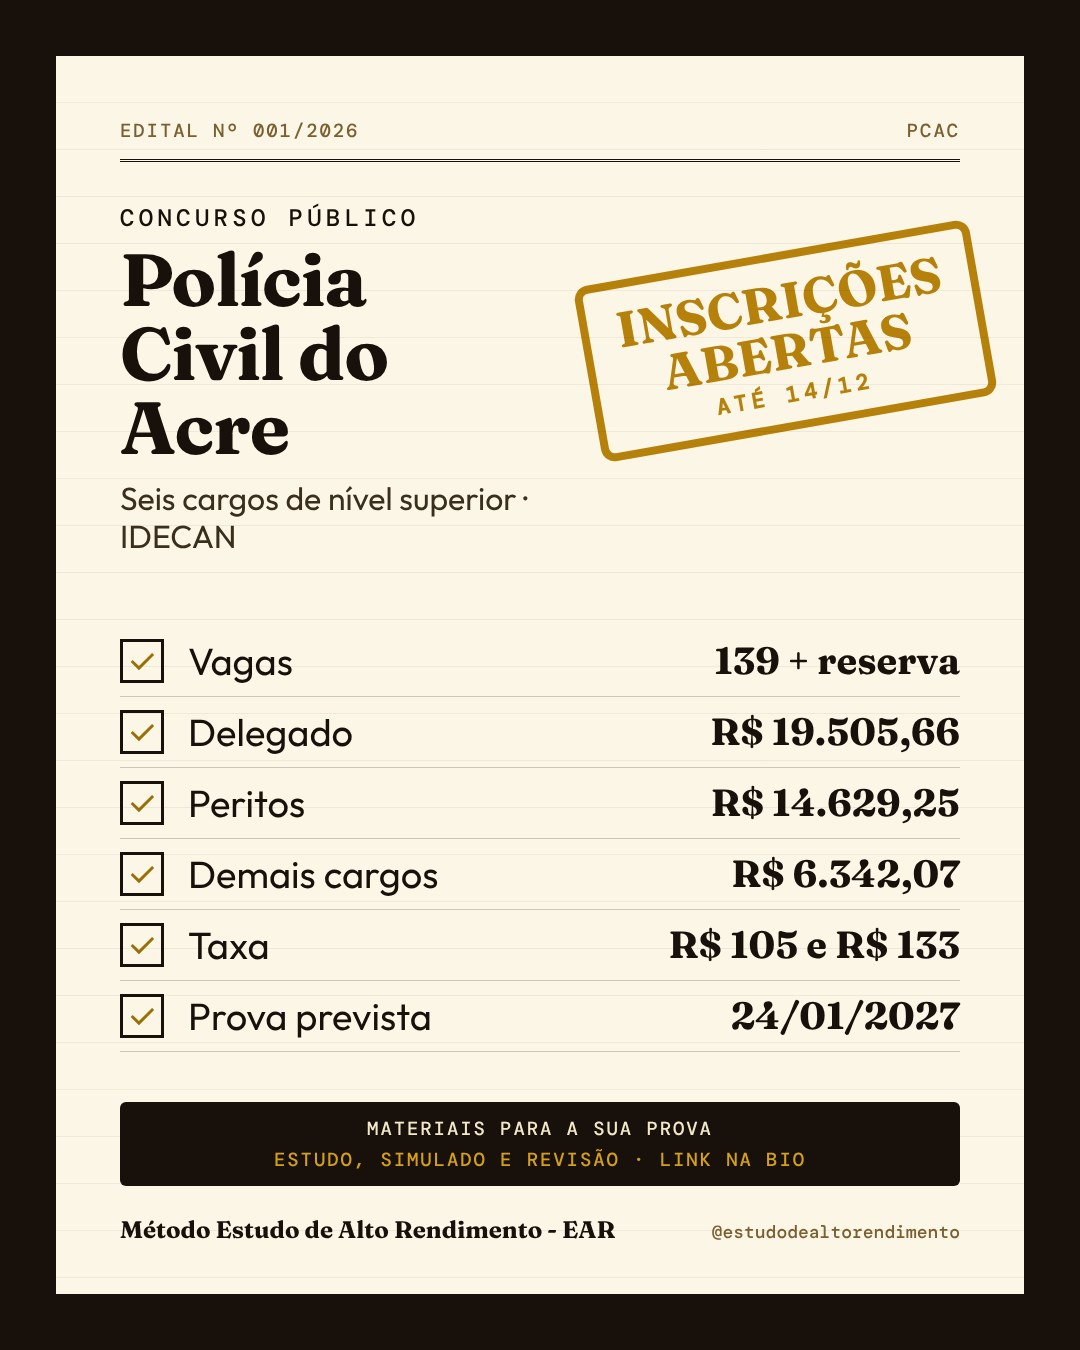 EDITAL Nº 001/2026
PCAC
CONCURSO PÚBLICO
Polícia
Civil do
Acre
INSCRIÇÕES
ABERTAS
ATÉ 14/12
Seis cargos de nível superior ·
IDECAN
Vagas 139 + reserva
Delegado R$ 19.505,66
Peritos R$ 14.629,25
Demais cargos R$ 6.342,07
Taxa R$ 105 e R$ 133
Prova prevista 24/01/2027
MATERIAIS PARA A SUA PROVA
ESTUDO, SIMULADO E REVISÃO · LINK NA BIO
Método Estudo de Alto Rendimento - EAR
@estudodealtorendimento